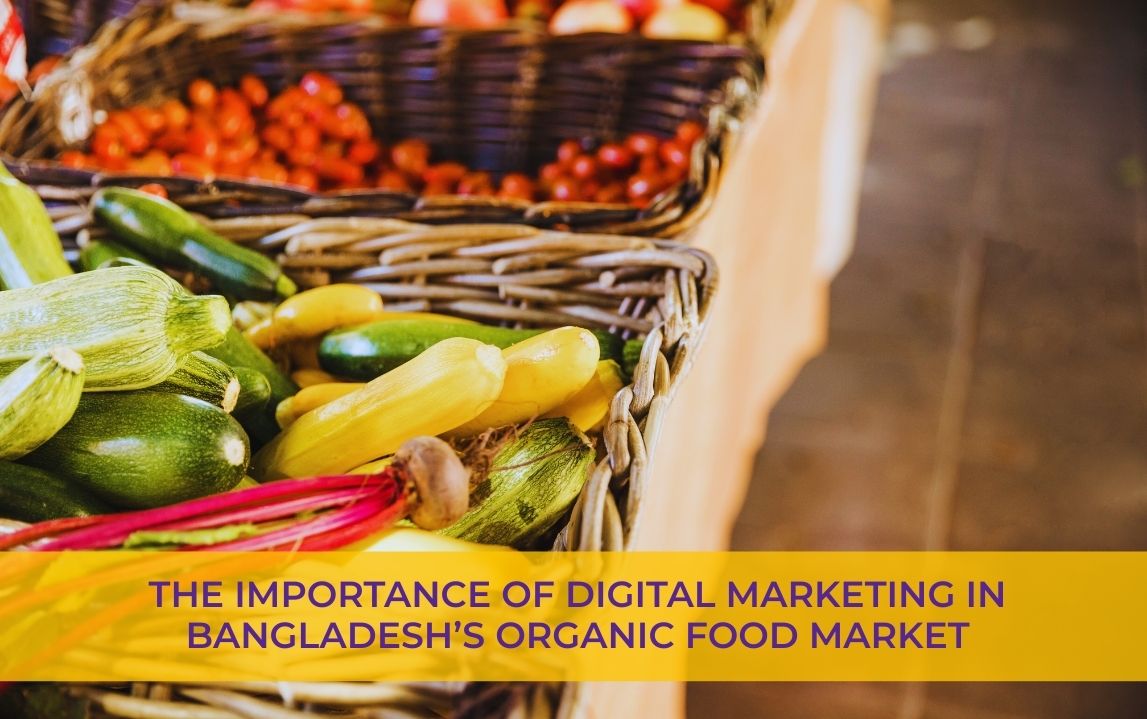 THE IMPORTANCE OF DIGITAL MARKETING IN
BANGLADESH’S ORGANIC FOOD MARKET